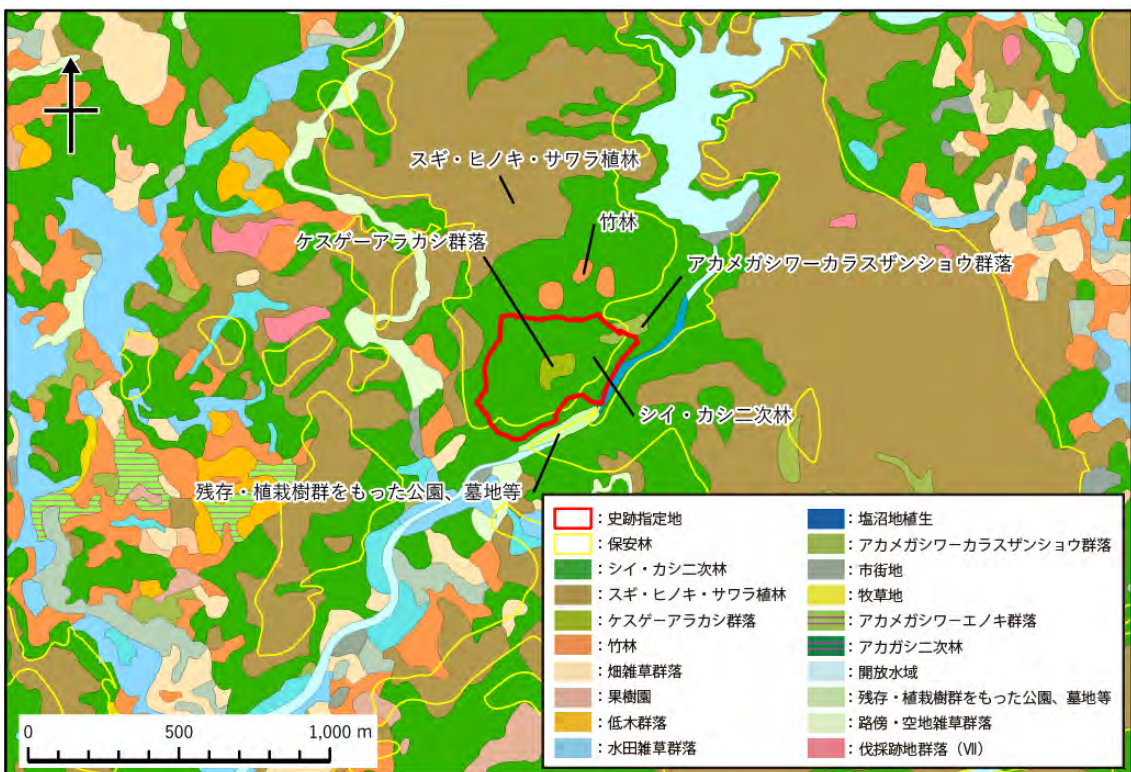 スギ・ヒノキ・サワラ植林
竹林
ケスゲーアラカシ群落
アカメガシワーカラスザンショウ群落
シイ・カシ二次林
残存・植栽樹群をもった公園、墓地等
：史跡指定地
：保安林
：シイ・カシ二次林
：スギ・ヒノキ・サワラ植林
：ケスゲーアラカシ群落
：竹林
：畑雑草群落
：果樹園
：低木群落
：水田雑草群落
：塩沼地植生
：アカメガシワーカラスザンショウ群落
：市街地
：牧草地
：アカメガシワーエノキ群落
：アカガシ二次林
：開放水域
：残存・植栽樹群をもった公園、墓地等
：路傍・空地雑草群落
：伐採跡地群落（Ⅶ）
0 500 1,000 m